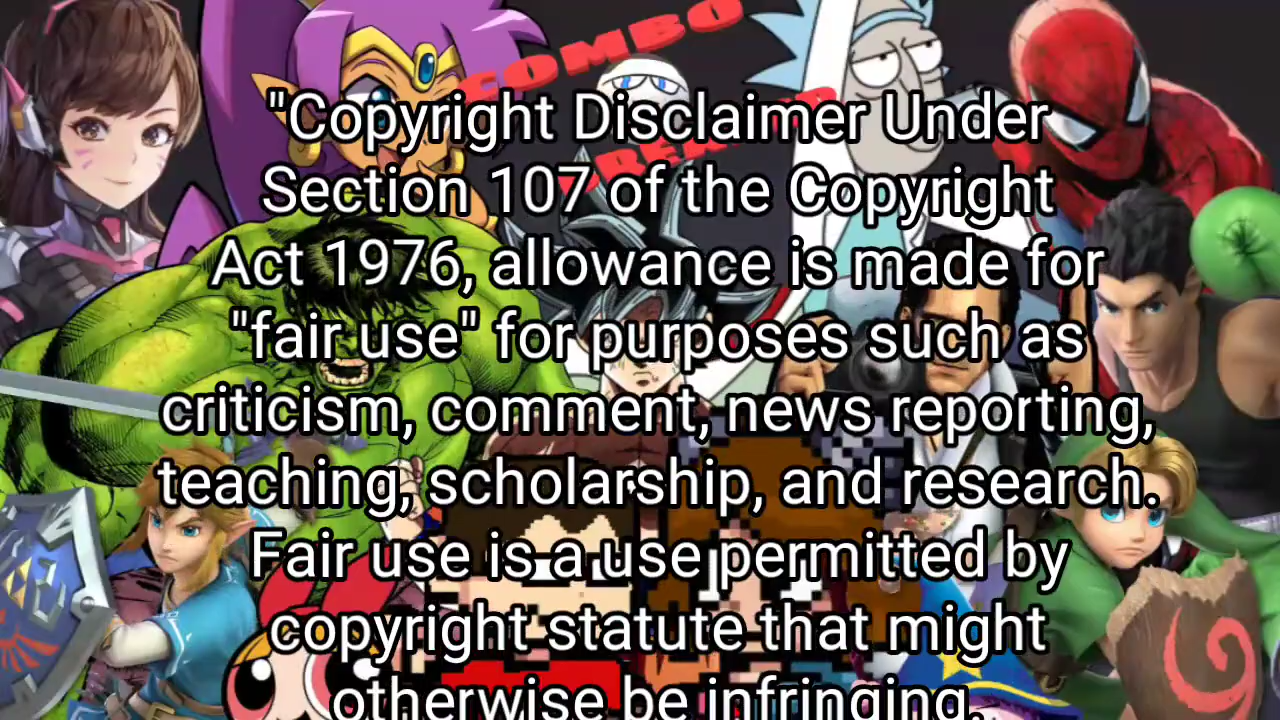 COMBO
"Copyright Disclaimer Under
Section 107 of the Copyright
Act 1976, allowance is made for
"fair use" for purposes such as
criticism, comment, news reporting,
teaching, scholarship, and research.
Fair use is a use permitted by
copyright statute that might
otherwise be infringing.